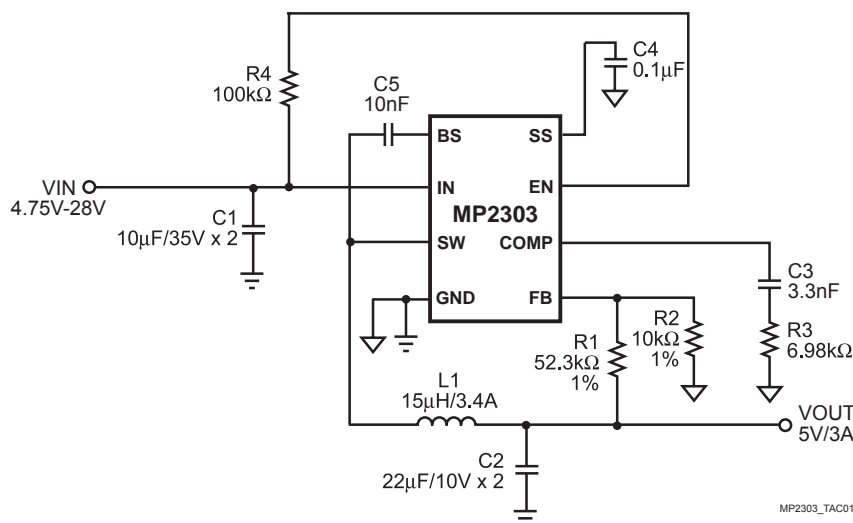 R4
100kΩ
C5
10nF
C4
0.1μF
BS
SS
VIN
4.75V-28V
IN
EN
MP2303
C1
10μF/35V x 2
SW
COMP
C3
3.3nF
GND
FB
R1
52.3kΩ
1%
R2
10kΩ
1%
R3
6.98kΩ
L1
15μH/3.4A
VOUT
5V/3A
C2
22μF/10V x 2
MP2303_TAC01